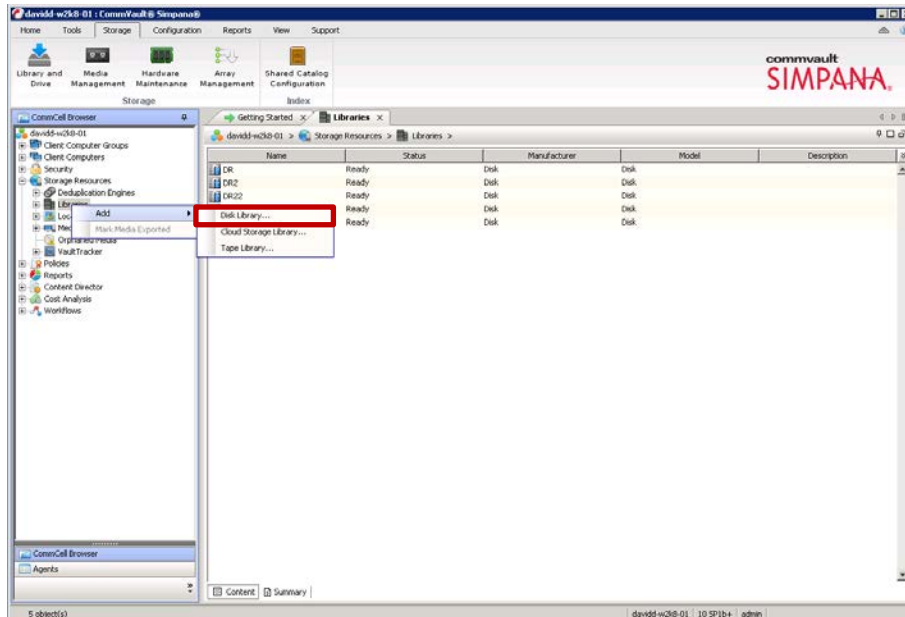 davidd-w2k8-01 : CommVault® Simpana®
Home Tools Storage Configuration Reports View Support
Library and Drive
Media Management
Hardware Maintenance
Array Management
Shared Catalog Configuration
Storage
Index
commvault
SIMPANA
CommCell Browser
Getting Started
Libraries
davidd-w2k8-01 > Storage Resources > Libraries >
davidd-w2k8-01
Client Computer Groups
Client Computers
Security
Storage Resources
Deduplication Engines
Libraries
Orphaned Media
VaultTracker
Policies
Reports
Content Director
Cost Analysis
Workflows
Add
Mark Media Exported
Disk Library...
Cloud Storage Library...
Tape Library...
Name Status Manufacturer Model Description
DR Ready Disk Disk
DR2 Ready Disk Disk
DR22 Ready Disk Disk
Ready Disk Disk
Ready Disk Disk
CommCell Browser
Agents
Content Summary
5 object(s)
davidd-w2k8-01 10 SP1b+ admin